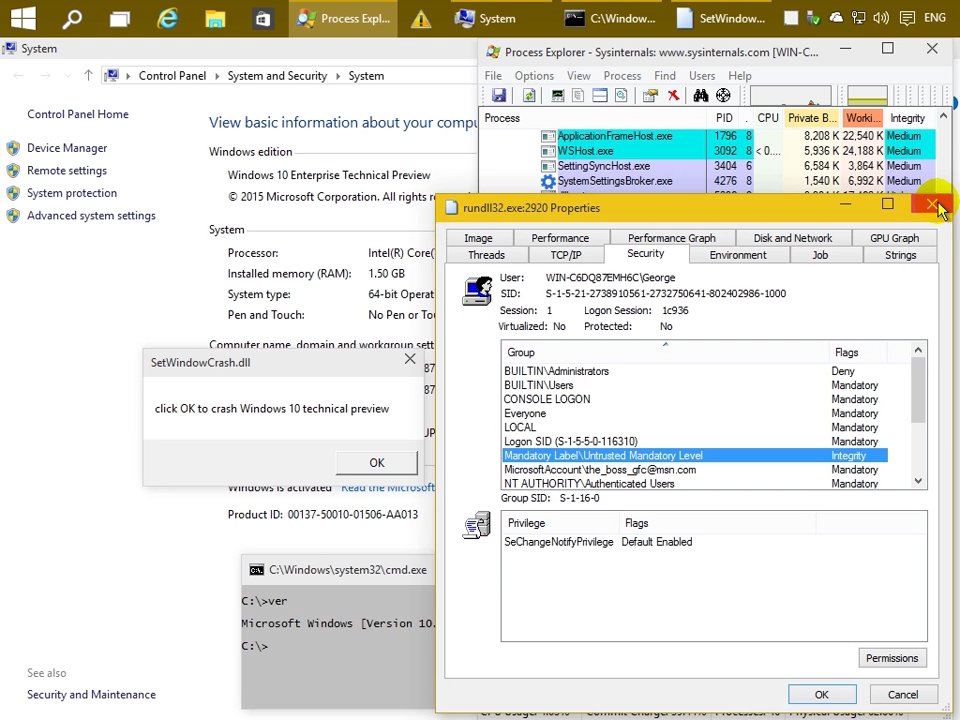 Process Expl...
System
C:\Window...
SetWindow...
ENG
System
Control Panel
System and Security
System
Control Panel Home
Device Manager
Remote settings
System protection
Advanced system settings
See also
Security and Maintenance
View basic information about your compu
Windows edition
Windows 10 Enterprise Technical Preview
© 2015 Microsoft Corporation. All rights
System
Processor: Intel(R) Core(
Installed memory (RAM): 1.50 GB
System type: 64-bit Operat
Pen and Touch: No Pen or To
Computer name, domain and workgroup sett
Windows is activated Read the Microsoft
Product ID: 00137-50010-01506-AA013
SetWindowCrash.dll
click OK to crash Windows 10 technical preview
OK
C:\Windows\system32\cmd.exe
C:\>ver
Microsoft Windows [Version 10.
C:\>
Process Explorer - Sysinternals: www.sysinternals.com [WIN-C...
File Options View Process Find Users Help
Process PID . CPU Private B... Worki... Integrity
ApplicationFrameHost.exe 1796 8 8,208 K 22,540 K Medium
WSHost.exe 3092 8 < 0.... 5,936 K 24,188 K Medium
SettingSyncHost.exe 3404 6 6,584 K 3,864 K Medium
SystemSettingsBroker.exe 4276 8 1,540 K 6,992 K Medium
rundll32.exe:2920 Properties
Image Performance Performance Graph Disk and Network GPU Graph
Threads TCP/IP Security Environment Job Strings
User: WIN-C6DQ87EMH6C\George
SID: S-1-5-21-2738910561-2732750641-802402986-1000
Session: 1 Logon Session: 1c936
Virtualized: No Protected: No
Group Flags
BUILTIN\Administrators Deny
BUILTIN\Users Mandatory
CONSOLE LOGON Mandatory
Everyone Mandatory
LOCAL Mandatory
Logon SID (S-1-5-5-0-116310) Mandatory
Mandatory Label\Untrusted Mandatory Level Integrity
MicrosoftAccount\the_boss_gfc@msn.com Mandatory
NT AUTHORITY\Authenticated Users Mandatory
Group SID: S-1-16-0
Privilege Flags
SeChangeNotifyPrivilege Default Enabled
Permissions
OK Cancel